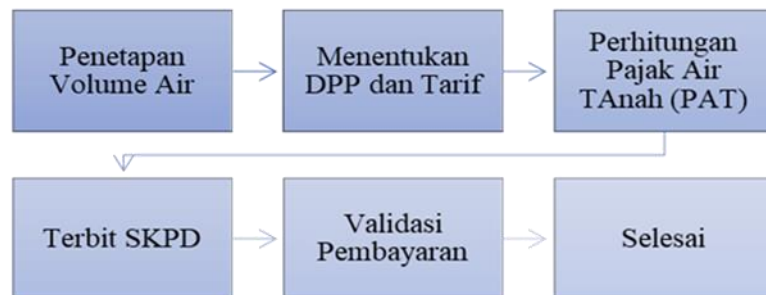 Penetapan
Volume Air
Menentukan
DPP dan Tarif
Perhitungan
Pajak Air
TAnah (PAT)
Terbit SKPD
Validasi
Pembayaran
Selesai